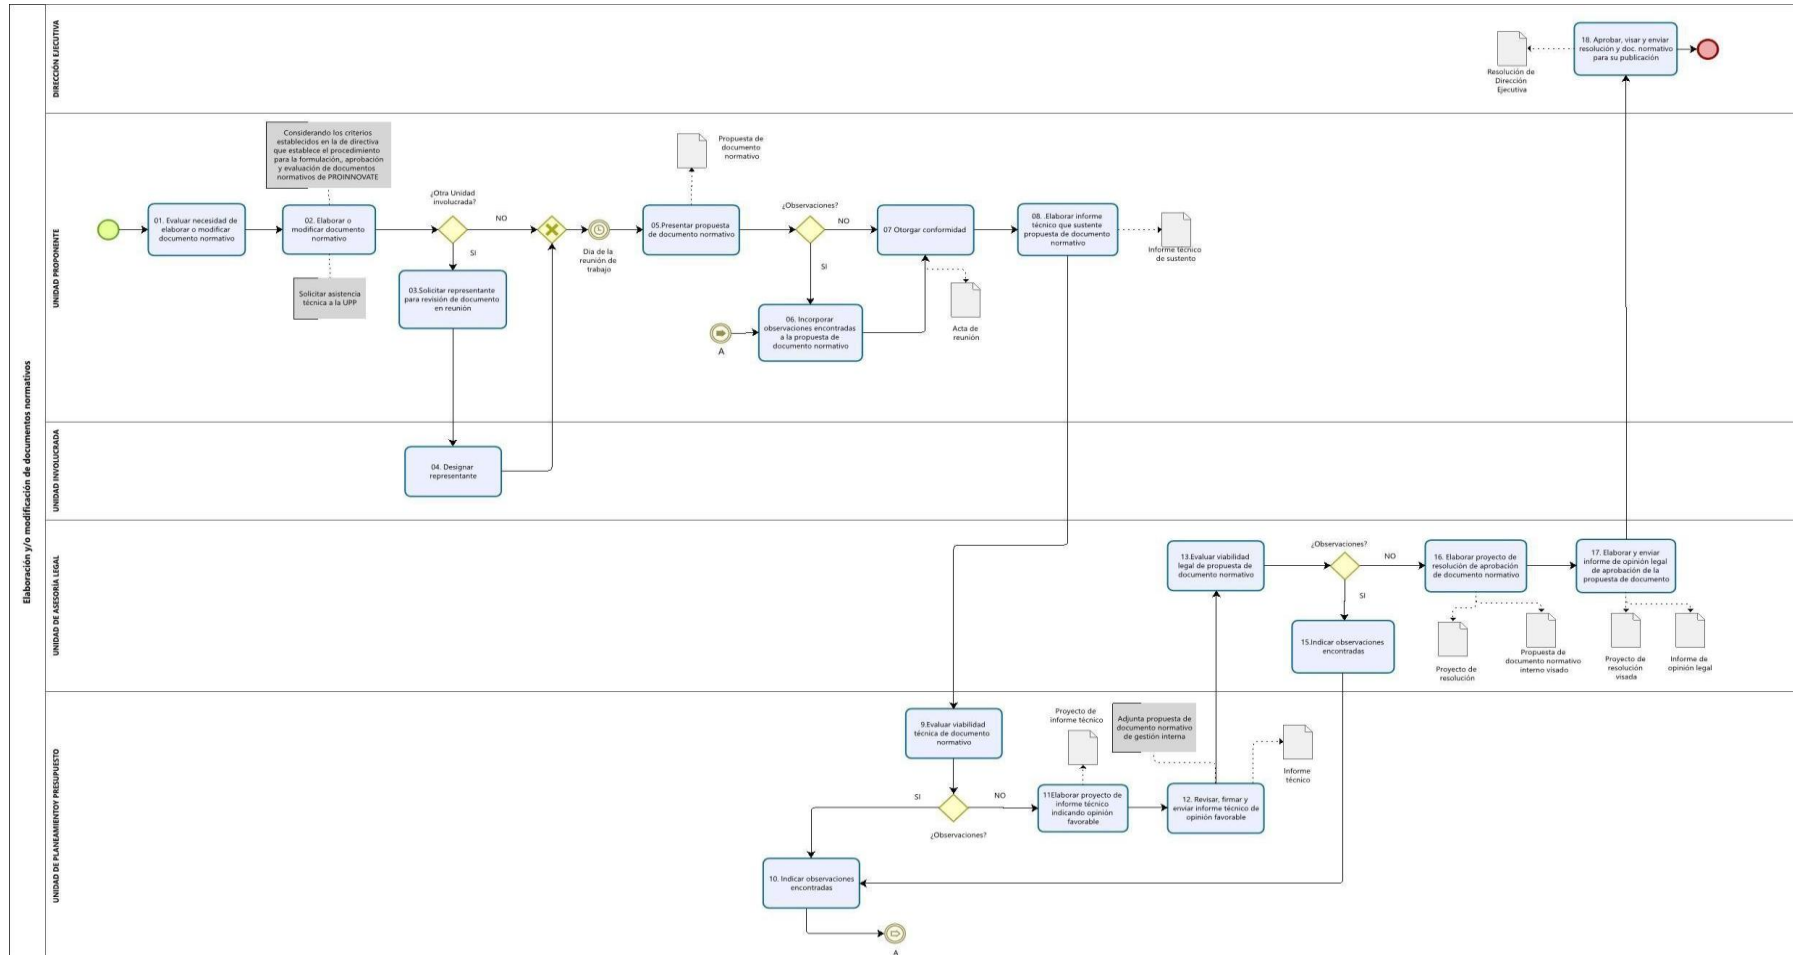 Elaboración y/o modificación de documentos normativos
DIRECCIÓN EJECUTIVA
Resolución de
Dirección
Ejecutiva
18. Aprobar, visar y enviar
resolución y doc. normativo
para su publicación
UNIDAD PROPONENTE
Considerando los criterios
establecidos en la de directiva
que establece el procedimiento
para la formulación,, aprobación
y evaluación de documentos
normativos de PROINNOVATE
01. Evaluar necesidad de
elaborar o modificar
documento normativo
02. Elaborar o
modificar documento
normativo
Solicitar asistencia
técnica a la UPP
¿Otra Unidad
involucrada?
NO
SI
03.Solicitar representante
para revisión de documento
en reunión
Dia de la
reunión de
trabajo
Propuesta de
documento
normativo
05.Presentar propuesta
de documento normativo
¿Observaciones?
NO
SI
A
06. Incorporar
observaciones encontradas
a la propuesta de
documento normativo
07 Otorgar conformidad
Acta de
reunión
08. .Elaborar informe
técnico que sustente
propuesta de documento
normativo
Informe técnico
de sustento
UNIDAD INVOLUCRADA
04. Designar
representante
UNIDAD DE ASESORÍA LEGAL
13.Evaluar viabilidad
legal de propuesta de
documento normativo
¿Observaciones?
NO
SI
15.Indicar observaciones
encontradas
16. Elaborar proyecto de
resolución de aprobación
de documento normativo
Proyecto de
resolución
Propuesta de
documento normativo
interno visado
17. Elaborar y enviar
informe de opinión legal
de aprobación de la
propuesta de documento
Proyecto de
resolución
visada
Informe de
opinión legal
UNIDAD DE PLANEAMIENTOY PRESUPUESTO
9.Evaluar viabilidad
técnica de documento
normativo
SI
NO
¿Observaciones?
Proyecto de
informe técnico
11Elaborar proyecto de
informe técnico
indicando opinión
favorable
Adjunta propuesta de
documento normativo
de gestión interna
12. Revisar, firmar y
enviar informe técnico de
opinión favorable
Informe
técnico
10. Indicar observaciones
encontradas
A